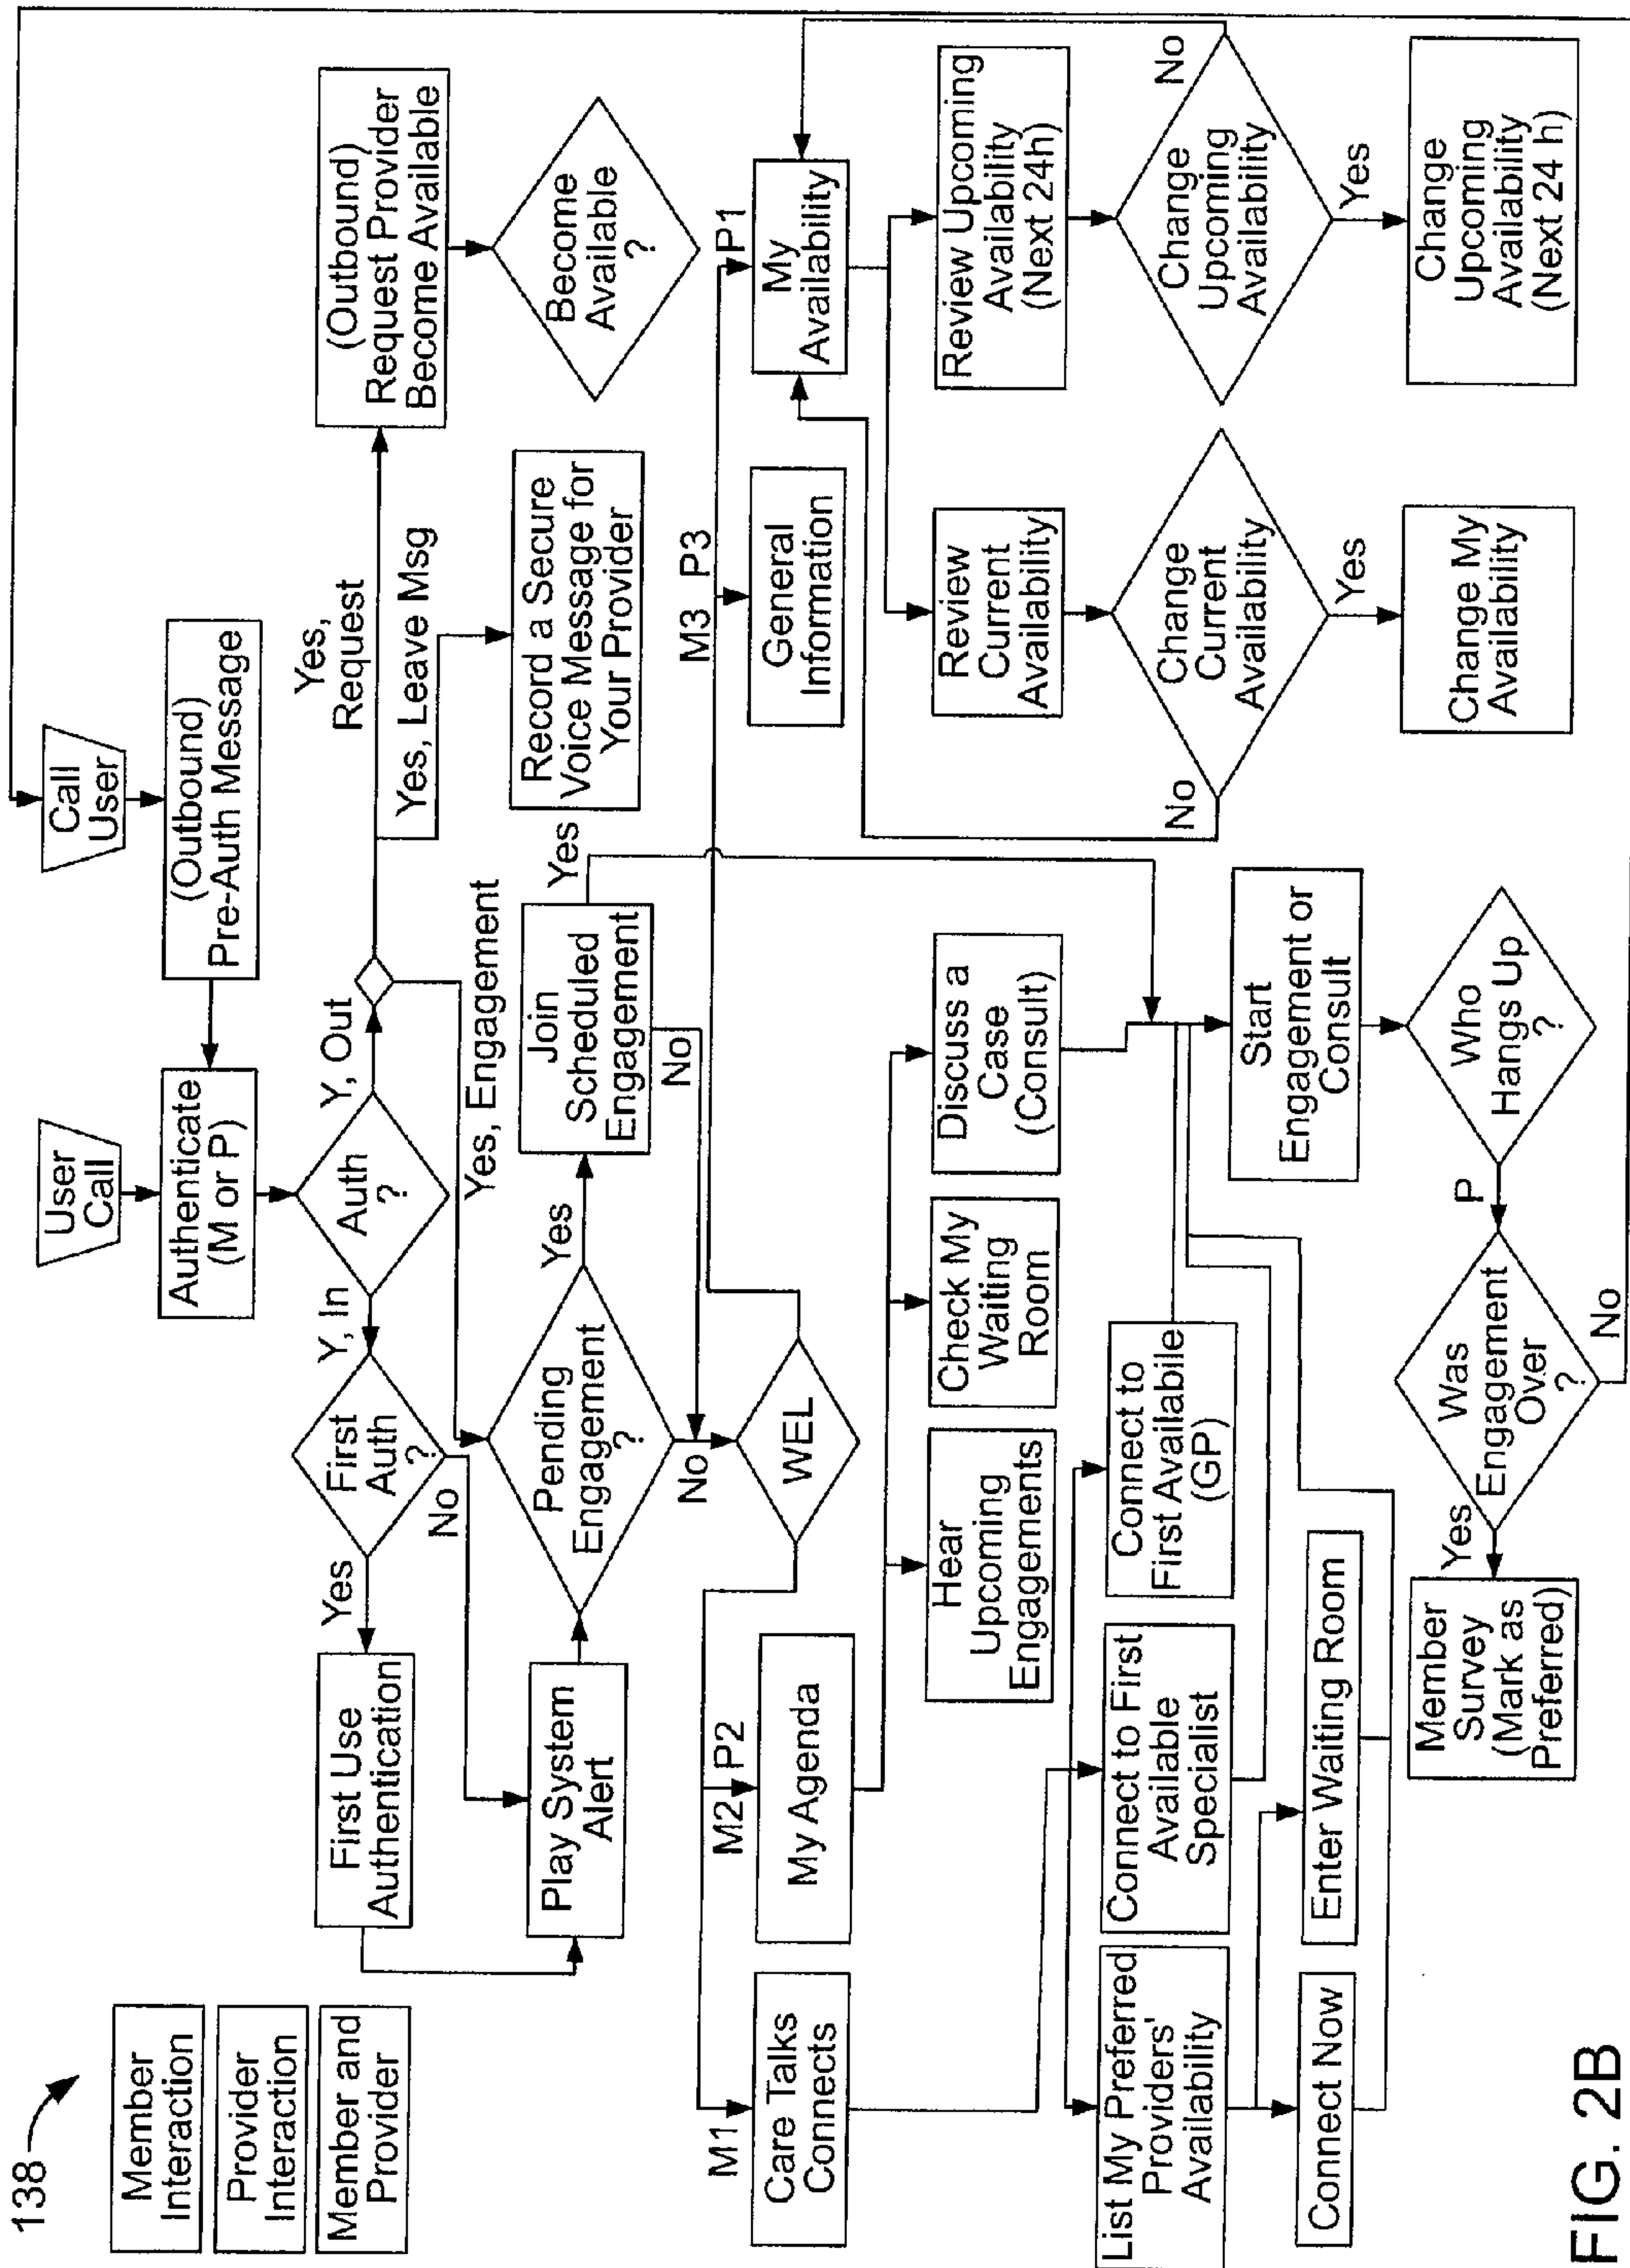 138
Member
Interaction
Provider
Interaction
Member and
Provider
User
Call
Call
User
Authenticate
(M or P)
(Outbound)
Pre-Auth Message
Auth
?
Y, In
Y, Out
First
Auth
?
Yes
No
First Use
Authentication
Play System
Alert
Yes,
Request
Yes, Leave Msg
Yes, Engagement
(Outbound)
Request Provider
Become Available
Become
Available
?
Record a Secure
Voice Message for
Your Provider
Pending
Engagement
?
Yes
No
Join
Scheduled
Engagement
Yes
No
WEL
M1
M2 P2
M3 P3
P1
Care Talks
Connects
My Agenda
General
Information
My
Availability
Hear
Upcoming
Engagements
Check My
Waiting
Room
Discuss a
Case
(Consult)
Review
Current
Availability
Review Upcoming
Availability
(Next 24h)
List My Preferred
Providers'
Availability
Connect to First
Available
Specialist
Connect to
First Availabile
(GP)
Change
Current
Availability
No
Yes
Change
Upcoming
Availability
No
Yes
Connect Now
Enter Waiting Room
Start
Engagement or
Consult
Change My
Availability
Change
Upcoming
Availability
(Next 24 h)
Who
Hangs Up
?
P
Was
Engagement
Over
?
Yes
No
Member
Survey
(Mark as
Preferred)
FIG. 2B